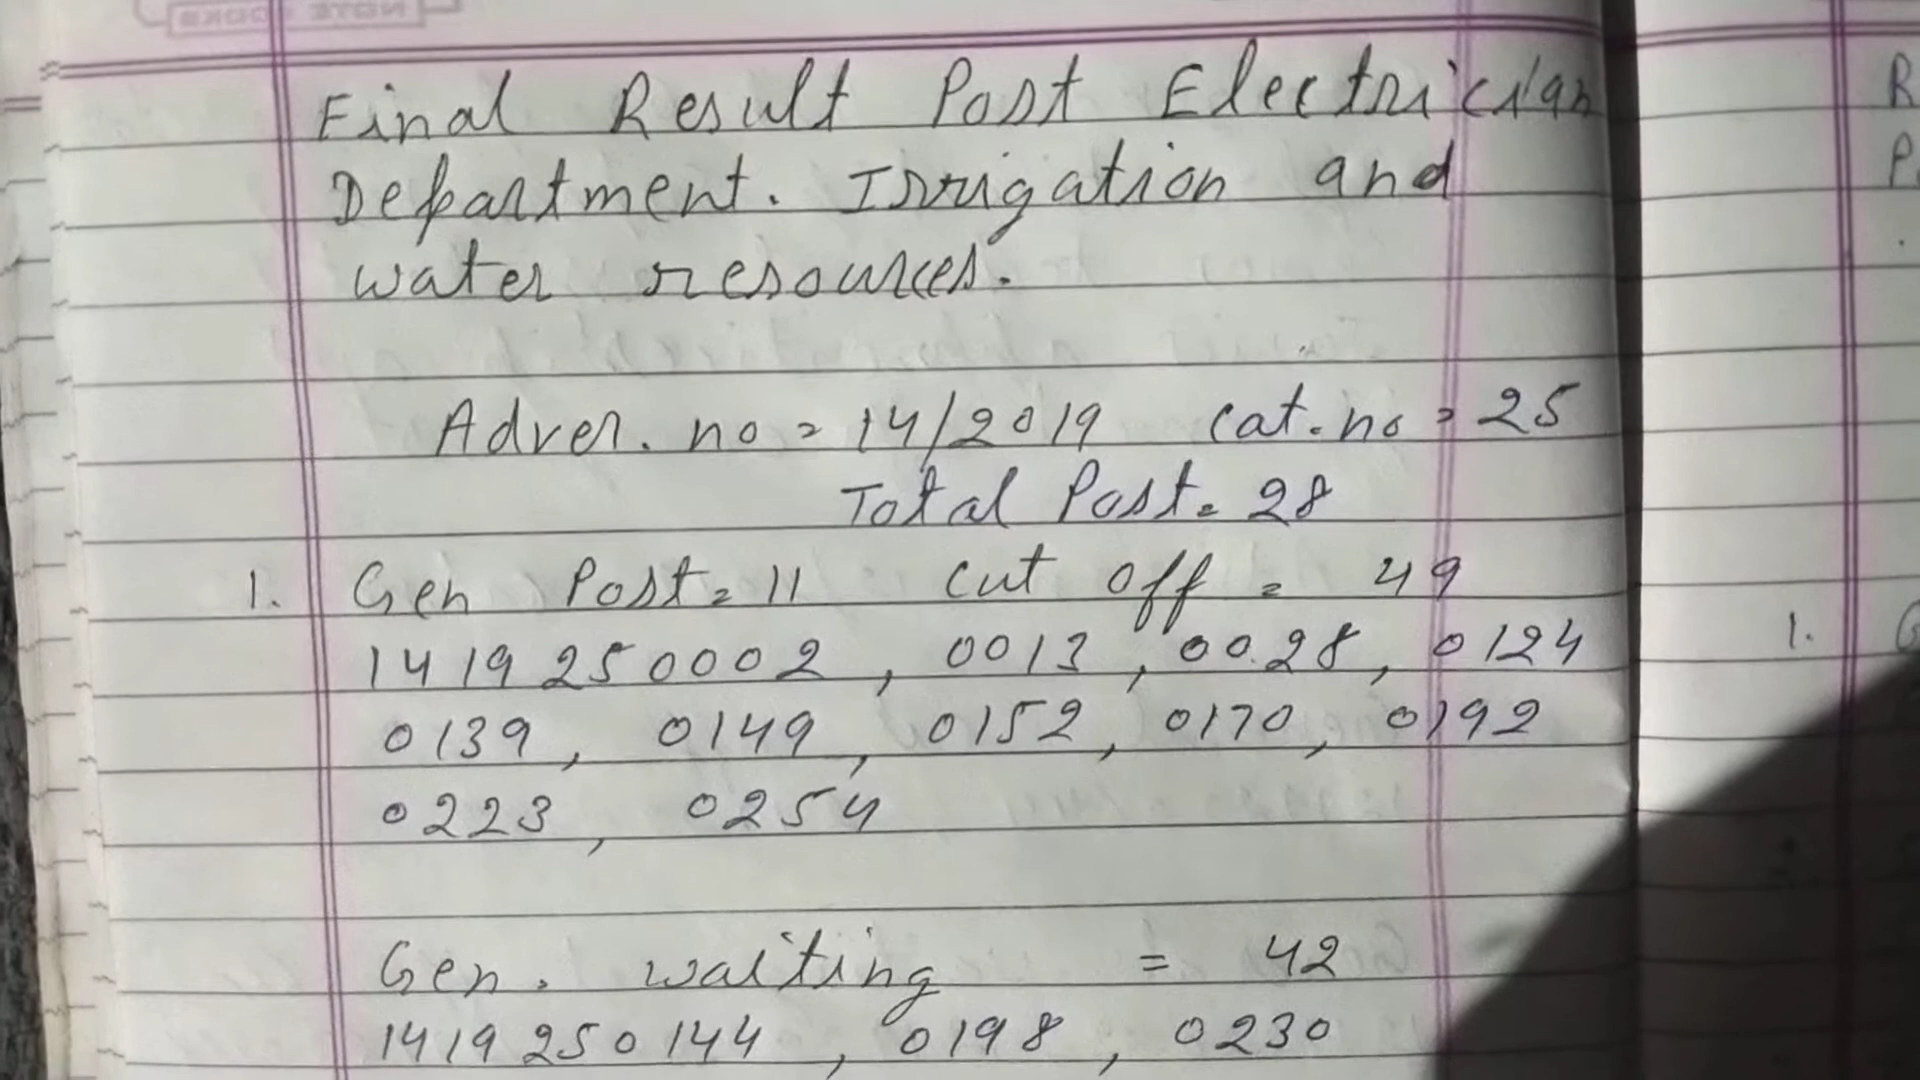 Final Result Post Electrician
Department. Irrigation and
water resources.
Adver. no = 14/2019 cat. no = 25
Total Post = 28
1. Gen Post = 11 cut off = 49
1419250002, 0013, 0028, 0124
0139, 0149, 0152, 0170, 0192
0223, 0254
Gen. waiting = 42
1419250144, 0198, 0230
R
1.